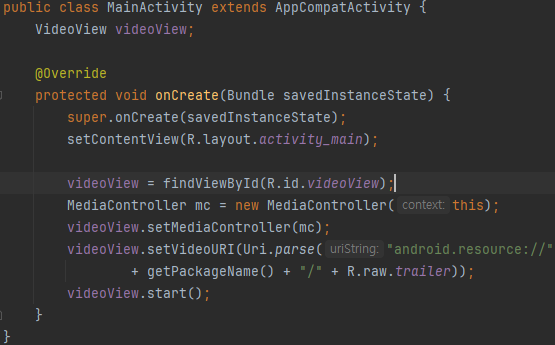 public class MainActivity extends AppCompatActivity {
VideoView videoView;
@Override
protected void onCreate(Bundle savedInstanceState) {
super.onCreate(savedInstanceState);
setContentView(R.layout.activity_main);
videoView = findViewById(R.id.videoView);
MediaController mc = new MediaController( context: this);
videoView.setMediaController(mc);
videoView.setVideoURI(Uri.parse( uriString: "android.resource://"
+ getPackageName() + "/" + R.raw.trailer));
videoView.start();
}
}